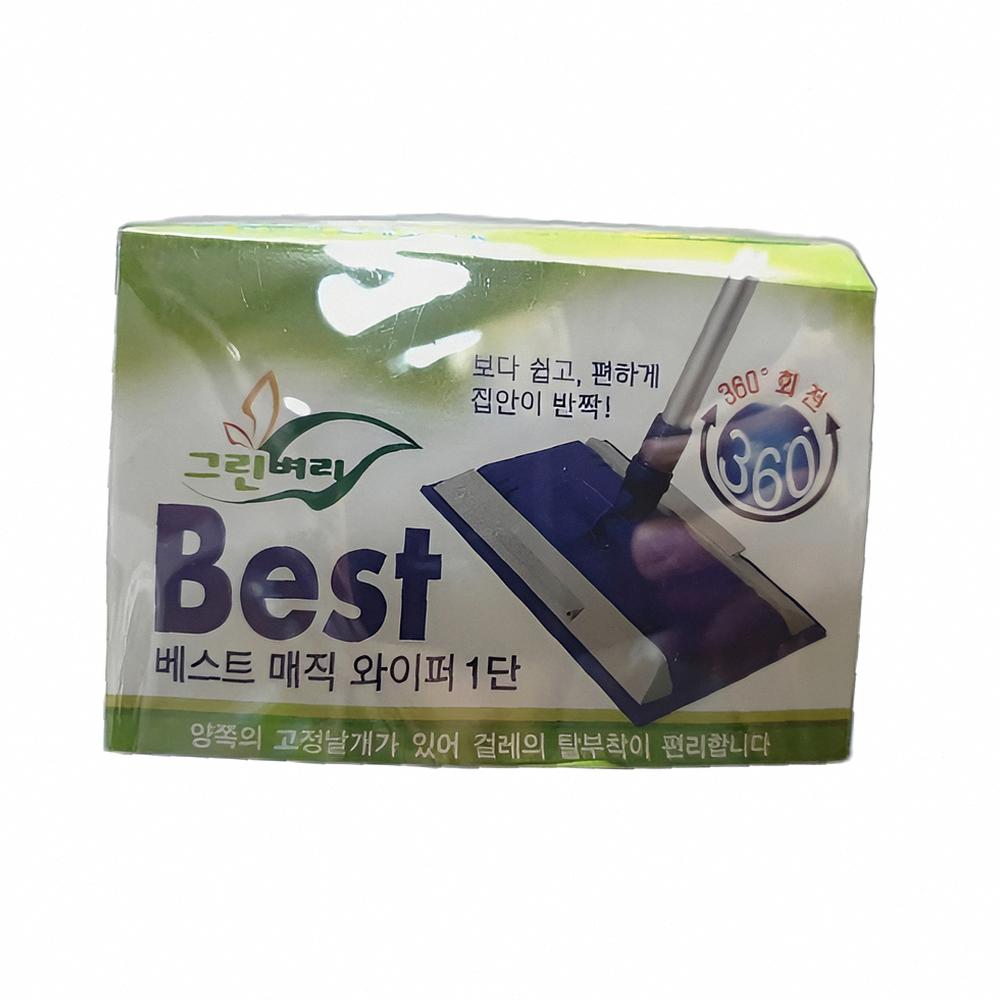 보다 쉽고, 편하게
집안이 반짝!
360° 회전
360°
그린벼리
Best
베스트 매직 와이퍼 1단
양쪽의 고정날개가 있어 걸레의 탈부착이 편리합니다